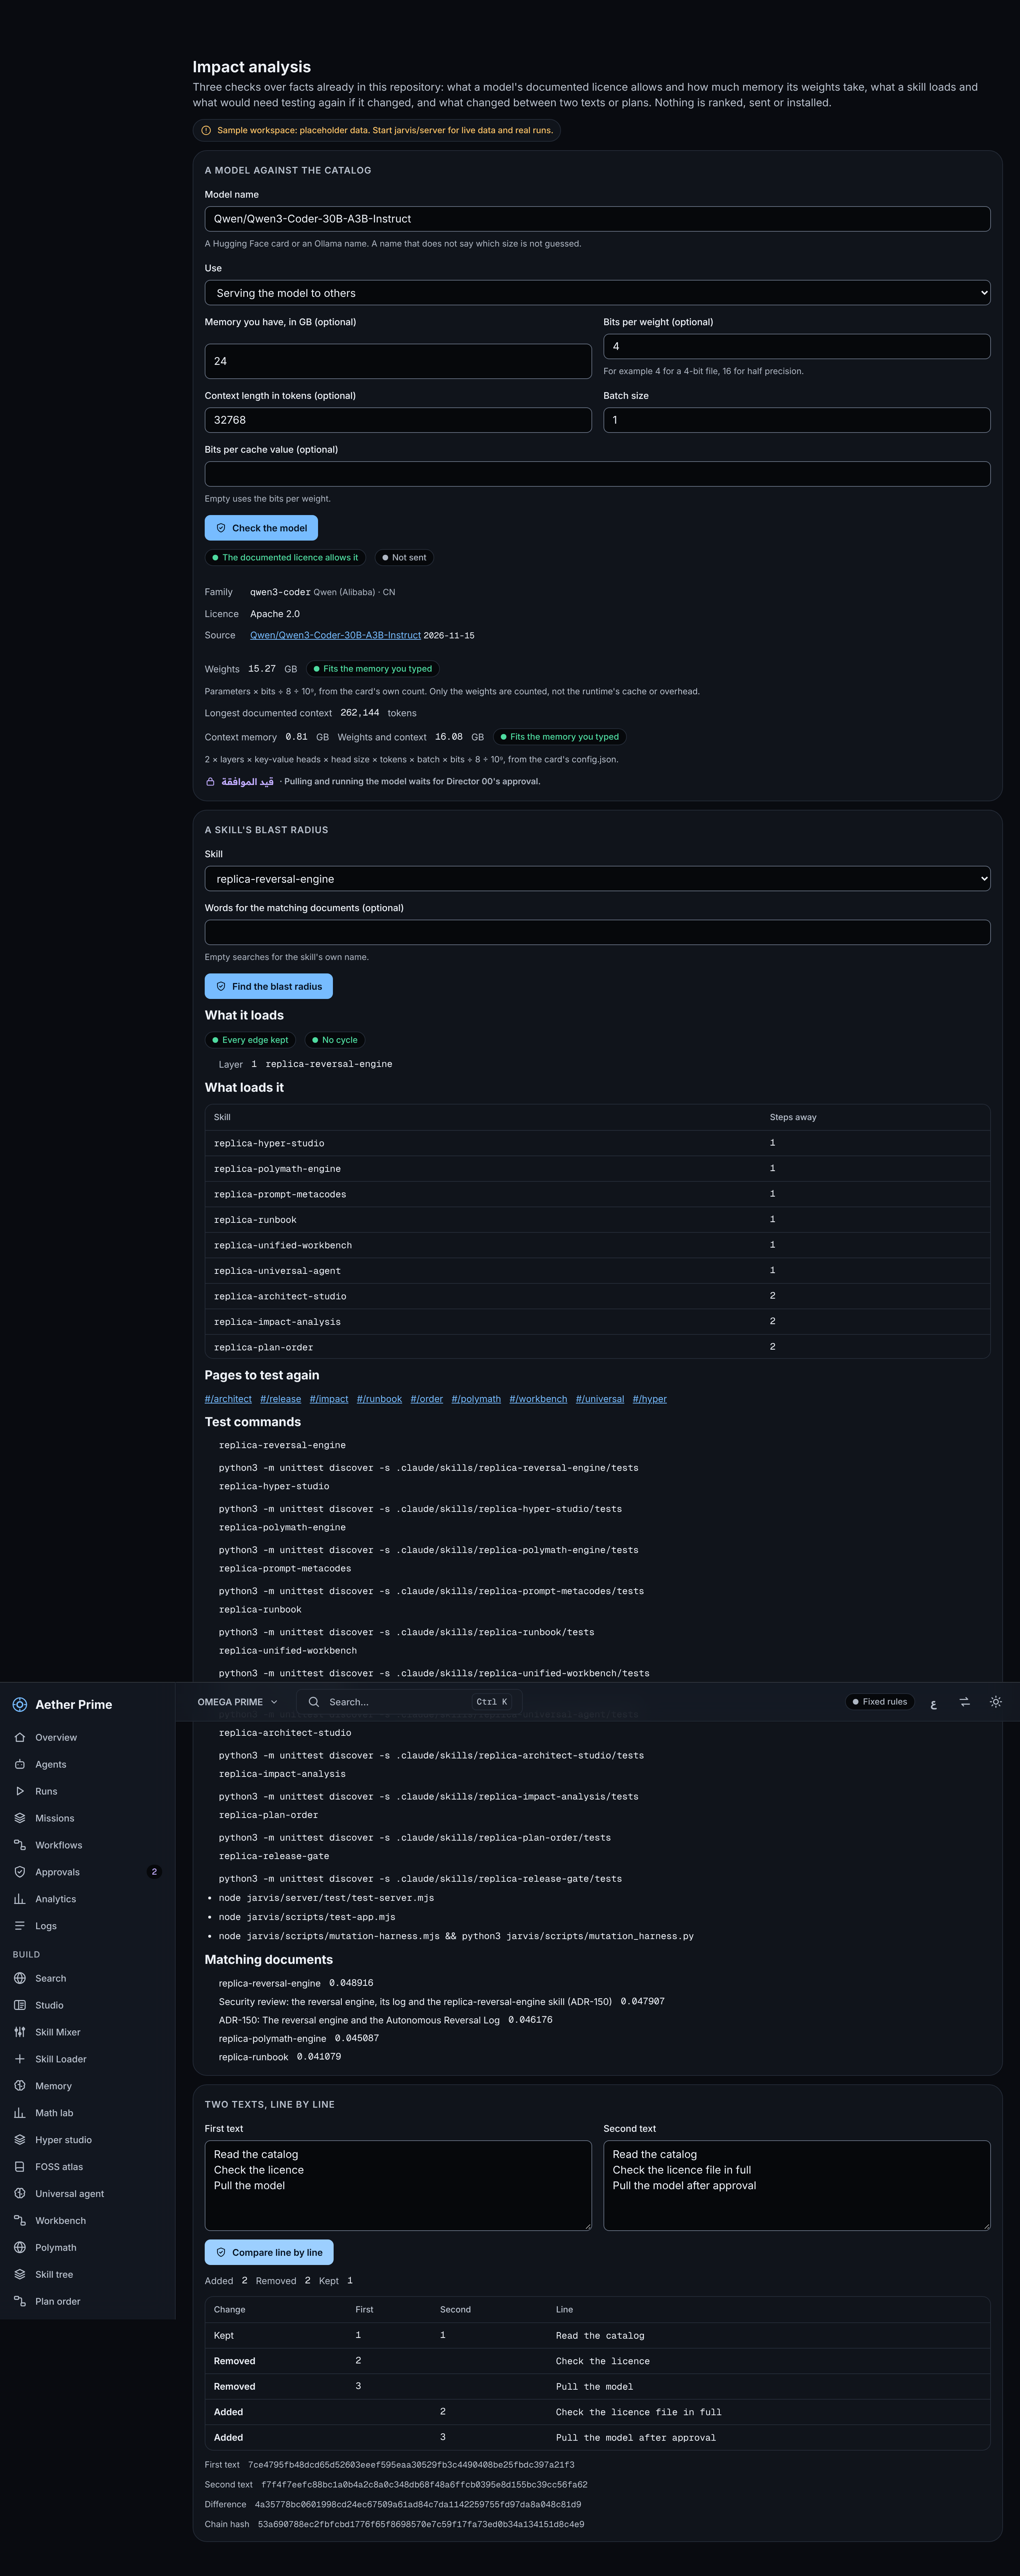 Impact analysis
Three checks over facts already in this repository: what a model's documented licence allows and how much memory its weights take, what a skill loads and
what would need testing again if it changed, and what changed between two texts or plans. Nothing is ranked, sent or installed.
Sample workspace: placeholder data. Start jarvis/server for live data and real runs.
A MODEL AGAINST THE CATALOG
Model name
Qwen/Qwen3-Coder-30B-A3B-Instruct
A Hugging Face card or an Ollama name. A name that does not say which size is not guessed.
Use
Serving the model to others
Memory you have, in GB (optional)
24
Bits per weight (optional)
4
For example 4 for a 4-bit file, 16 for half precision.
Context length in tokens (optional)
32768
Batch size
1
Bits per cache value (optional)
Empty uses the bits per weight.
Check the model
The documented licence allows it
Not sent
Family qwen3-coder Qwen (Alibaba) · CN
Licence Apache 2.0
Source Qwen/Qwen3-Coder-30B-A3B-Instruct 2026-11-15
Weights 15.27 GB Fits the memory you typed
Parameters × bits ÷ 8 ÷ 10⁹, from the card's own count. Only the weights are counted, not the runtime's cache or overhead.
Longest documented context 262,144 tokens
Context memory 0.81 GB Weights and context 16.08 GB Fits the memory you typed
2 × layers × key-value heads × head size × tokens × batch × bits ÷ 8 ÷ 10⁹, from the card's config.json.
قيد الموافقة · Pulling and running the model waits for Director 00's approval.
A SKILL'S BLAST RADIUS
Skill
replica-reversal-engine
Words for the matching documents (optional)
Empty searches for the skill's own name.
Find the blast radius
What it loads
Every edge kept
No cycle
Layer 1 replica-reversal-engine
What loads it
Skill Steps away
replica-hyper-studio 1
replica-polymath-engine 1
replica-prompt-metacodes 1
replica-runbook 1
replica-unified-workbench 1
replica-universal-agent 1
replica-architect-studio 2
replica-impact-analysis 2
replica-plan-order 2
Pages to test again
#/architect #/release #/impact #/runbook #/order #/polymath #/workbench #/universal #/hyper
Test commands
replica-reversal-engine
python3 -m unittest discover -s .claude/skills/replica-reversal-engine/tests
replica-hyper-studio
python3 -m unittest discover -s .claude/skills/replica-hyper-studio/tests
replica-polymath-engine
python3 -m unittest discover -s .claude/skills/replica-polymath-engine/tests
replica-prompt-metacodes
python3 -m unittest discover -s .claude/skills/replica-prompt-metacodes/tests
replica-runbook
python3 -m unittest discover -s .claude/skills/replica-runbook/tests
replica-unified-workbench
python3 -m unittest discover -s .claude/skills/replica-unified-workbench/tests
Aether Prime
OMEGA PRIME
Search...
Ctrl K
Fixed rules
ع
Overview
Agents
Runs
Missions
Workflows
Approvals 2
Analytics
Logs
BUILD
Search
Studio
Skill Mixer
Skill Loader
Memory
Math lab
Hyper studio
FOSS atlas
Universal agent
Workbench
Polymath
Skill tree
Plan order
replica-architect-studio
python3 -m unittest discover -s .claude/skills/replica-architect-studio/tests
replica-impact-analysis
python3 -m unittest discover -s .claude/skills/replica-impact-analysis/tests
replica-plan-order
python3 -m unittest discover -s .claude/skills/replica-plan-order/tests
replica-release-gate
python3 -m unittest discover -s .claude/skills/replica-release-gate/tests
• node jarvis/server/test/test-server.mjs
• node jarvis/scripts/test-app.mjs
• node jarvis/scripts/mutation-harness.mjs && python3 jarvis/scripts/mutation_harness.py
Matching documents
replica-reversal-engine 0.048916
Security review: the reversal engine, its log and the replica-reversal-engine skill (ADR-150) 0.047907
ADR-150: The reversal engine and the Autonomous Reversal Log 0.046176
replica-polymath-engine 0.045087
replica-runbook 0.041079
TWO TEXTS, LINE BY LINE
First text
Read the catalog
Check the licence
Pull the model
Second text
Read the catalog
Check the licence file in full
Pull the model after approval
Compare line by line
Added 2 Removed 2 Kept 1
Change First Second Line
Kept 1 1 Read the catalog
Removed 2 Check the licence
Removed 3 Pull the model
Added 2 Check the licence file in full
Added 3 Pull the model after approval
First text 7ce4795fb48dcd65d52603eeef595eaa30529fb3c4490408be25fbdc397a21f3
Second text f7f4f7eefc88bc1a0b4a2c8a0c348db68f48a6ffcb0395e8d155bc39cc56fa62
Difference 4a35778bc0601998cd24ec67509a61ad84c7da1142259755fd97da8a048c81d9
Chain hash 53a690788ec2fbfcbd1776f65f8698570e7c59f17fa73ed0b34a134151d8c4e9